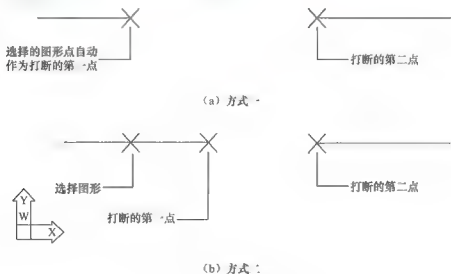 选择的图形点自动
作为打断的第一点
打断的第二点
(a) 方式一
选择图形
打断的第一点
打断的第二点
Y
W
X
(b) 方式二